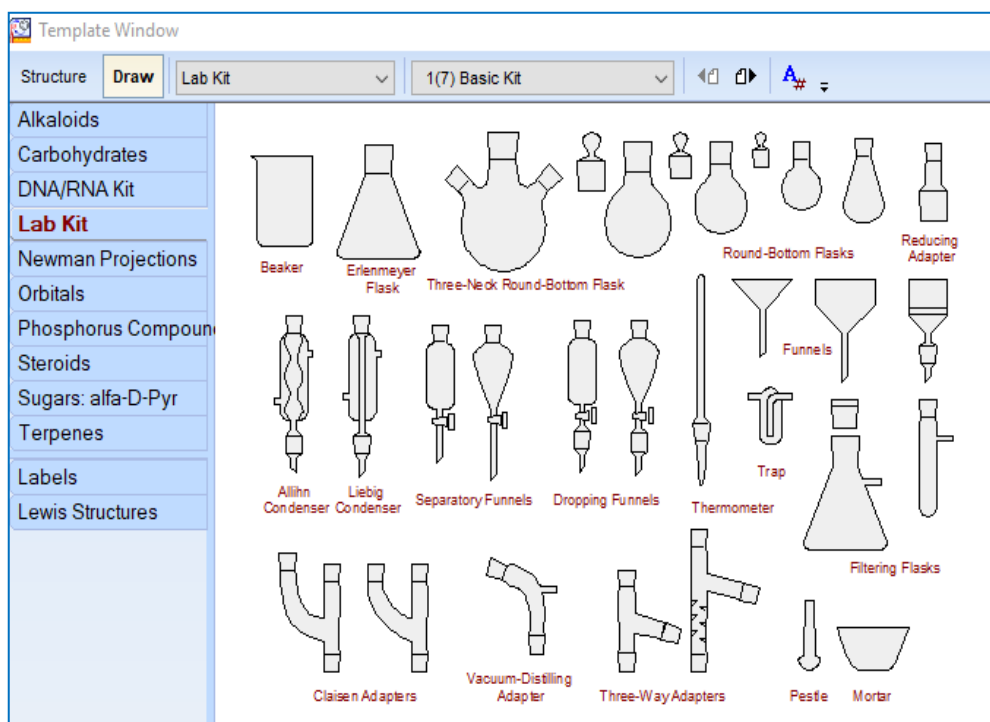 Template Window
Structure
Draw
Lab Kit
1(7) Basic Kit
A#
Alkaloids
Carbohydrates
DNA/RNA Kit
Lab Kit
Newman Projections
Orbitals
Phosphorus Compoun
Steroids
Sugars: alfa-D-Pyr
Terpenes
Labels
Lewis Structures
Beaker
Erlenmeyer
Flask
Three-Neck Round-Bottom Flask
Round-Bottom Flasks
Reducing
Adapter
Funnels
Allihn
Condenser
Liebig
Condenser
Separatory Funnels
Dropping Funnels
Thermometer
Trap
Filtering Flasks
Claisen Adapters
Vacuum-Distilling
Adapter
Three-Way Adapters
Pestle
Mortar